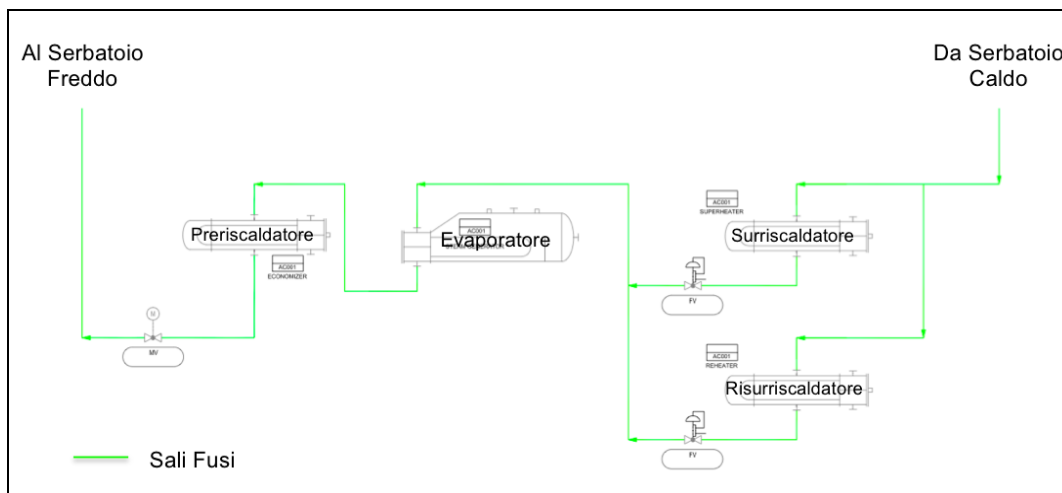 Al Serbatoio
Freddo
Da Serbatoio
Caldo
AC001
SUPERHEATER
Preriscaldatore
AC001
Evaporatore
Surriscaldatore
AC001
ECONOMIZER
FV
MV
AC001
REHEATER
Risurriscaldatore
FV
Sali Fusi